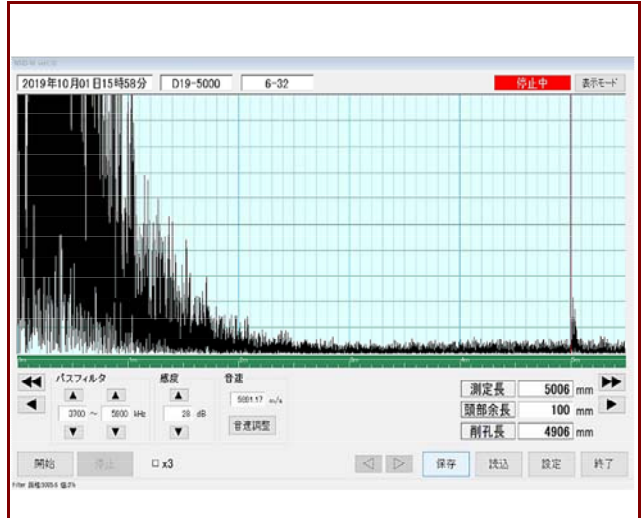 2019年10月01日15時58分 D19-5000 6-32 停止中 表示モード
パスフィルタ 感度 音速
3700 ～ 5800 kHz 28 dB m/s
音速調整
測定長 5006 mm
頭部余長 100 mm
削孔長 4906 mm
開始 停止 x3 保存 読込 設定 終了